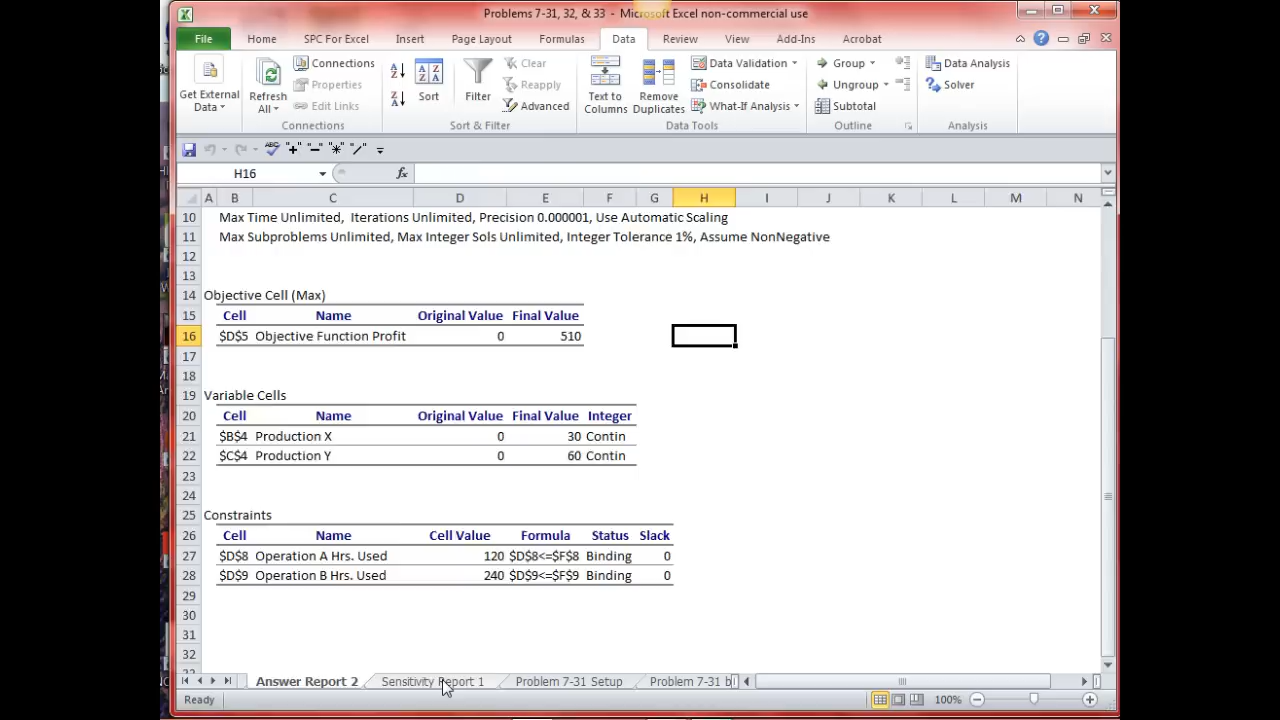 Problems 7-31, 32, & 33 - Microsoft Excel non-commercial use
File Home SPC For Excel Insert Page Layout Formulas Data Review View Add-Ins Acrobat
Get External Data
Refresh All
Connections
Properties
Edit Links
Connections
Sort
Filter
Clear
Reapply
Advanced
Sort & Filter
Text to Columns
Remove Duplicates
Data Validation
Consolidate
What-If Analysis
Data Tools
Group
Ungroup
Subtotal
Outline
Data Analysis
Solver
Analysis
H16 fx
A B C D E F G H I J K L M N
10 Max Time Unlimited, Iterations Unlimited, Precision 0.000001, Use Automatic Scaling
11 Max Subproblems Unlimited, Max Integer Sols Unlimited, Integer Tolerance 1%, Assume NonNegative
12
13
14 Objective Cell (Max)
15 Cell Name Original Value Final Value
16 $D$5 Objective Function Profit 0 510
17
18
19 Variable Cells
20 Cell Name Original Value Final Value Integer
21 $B$4 Production X 0 30 Contin
22 $C$4 Production Y 0 60 Contin
23
24
25 Constraints
26 Cell Name Cell Value Formula Status Slack
27 $D$8 Operation A Hrs. Used 120 $D$8<=$F$8 Binding 0
28 $D$9 Operation B Hrs. Used 240 $D$9<=$F$9 Binding 0
29
30
31
32
Answer Report 2 Sensitivity Report 1 Problem 7-31 Setup Problem 7-31 b
Ready 100%